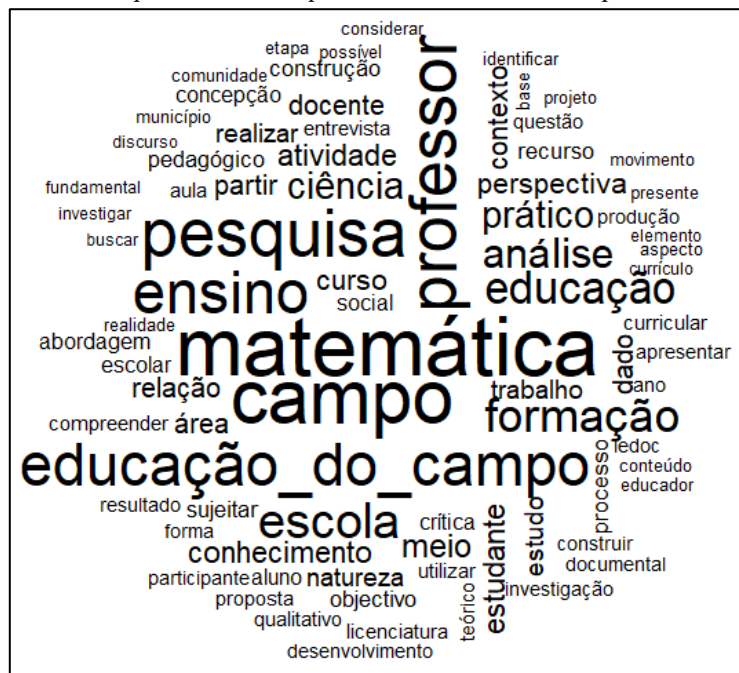 considerar
etapa possível
comunidade construção
concepção docente
município realizar entrevista
discurso pedagógico atividade
fundamental aula partir ciência
investigar
buscar pesquisa
professor
identificar
contexto base projeto
questão
recurso movimento
perspectiva presente
prático produção
análise elemento
aspecto
educação currículo
ensino curso
social
realidade matemática curricular
abordagem dado apresentar
escolar
relação campo trabalho ano
compreender área formação
educação_do_campo processo ledoc
conteúdo
educador
resultado sujeitar escola crítica estudante estudo
forma construir
conhecimento meio documental
participante aluno natureza utilizar investigação
proposta objectivo teórico
qualitativo licenciatura
desenvolvimento